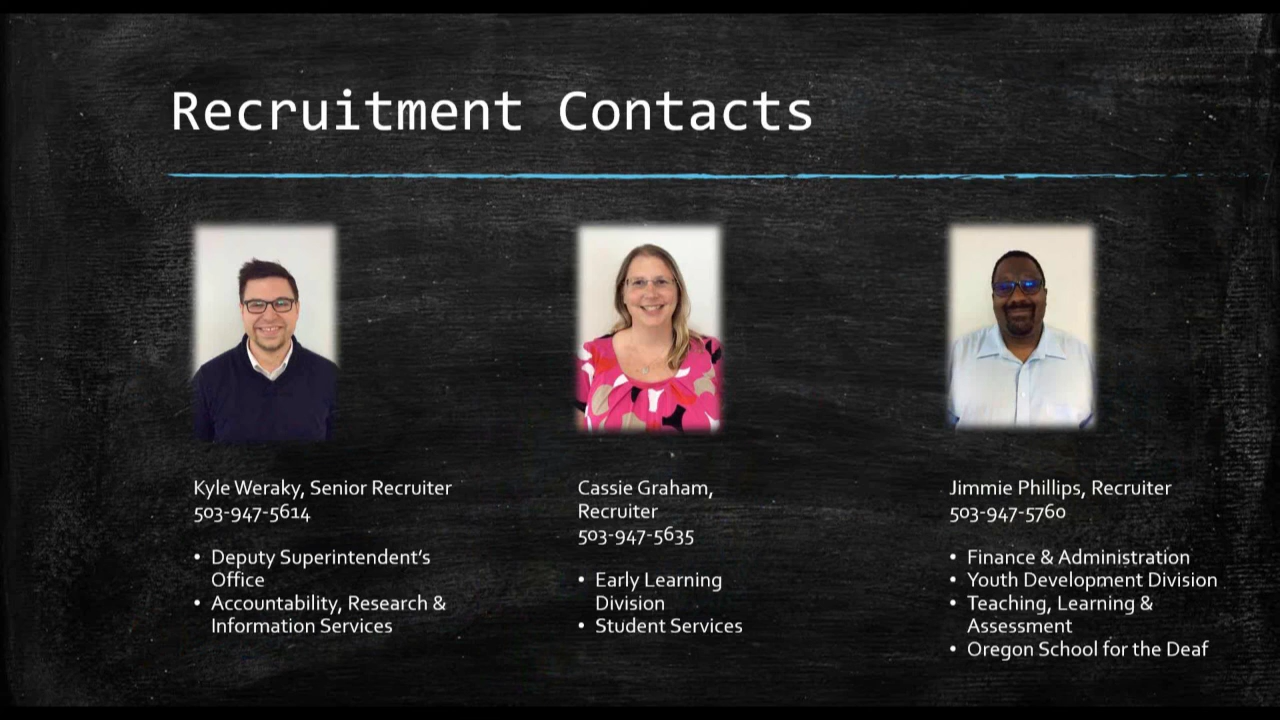 Recruitment Contacts
Kyle Weraky, Senior Recruiter
503-947-5614
• Deputy Superintendent's
Office
• Accountability, Research &
Information Services
Cassie Graham,
Recruiter
503-947-5635
• Early Learning
Division
• Student Services
Jimmie Phillips, Recruiter
503-947-5760
• Finance & Administration
• Youth Development Division
• Teaching, Learning &
Assessment
• Oregon School for the Deaf